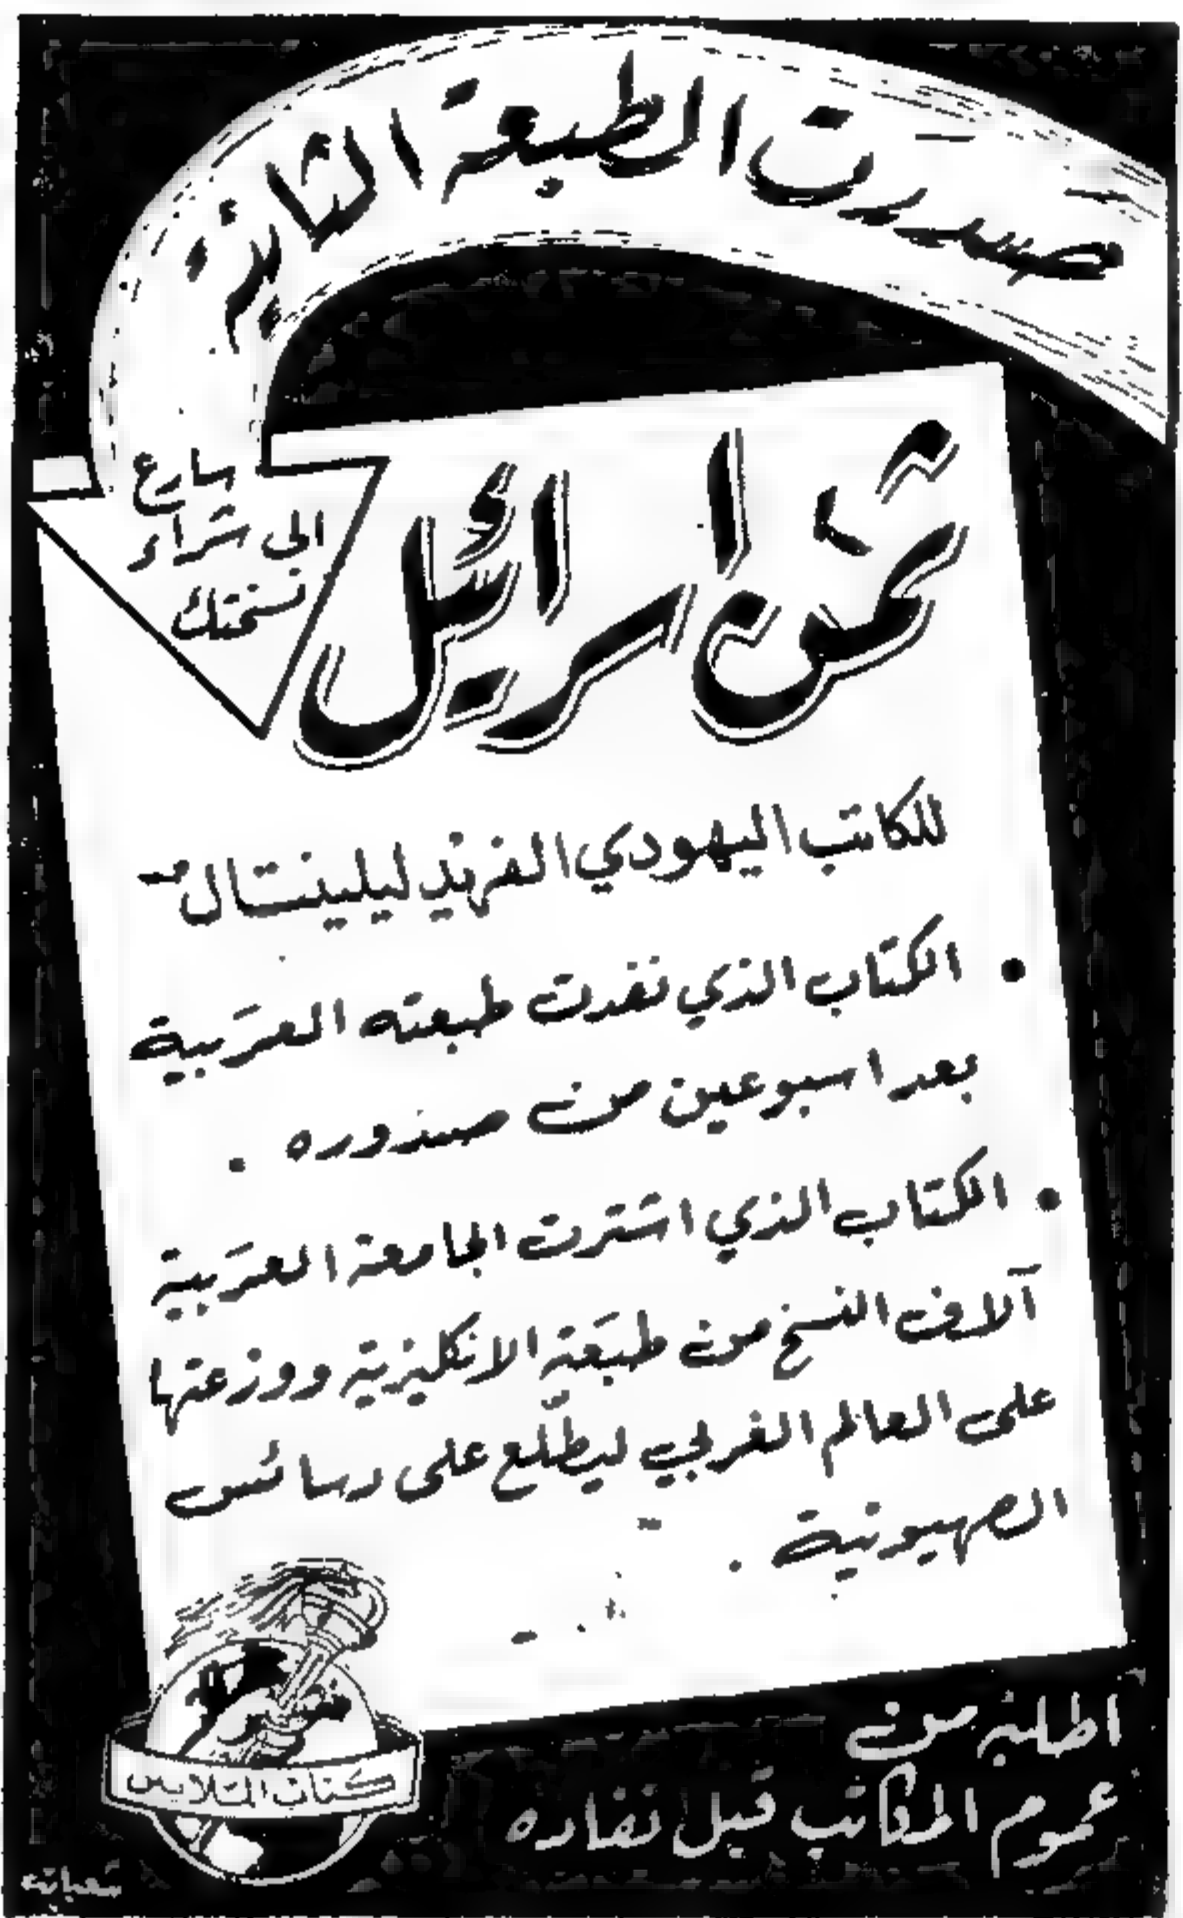 صدرت الطبعة الثانية
سارع
الى شراء
نسختك
ثمن اسرائيل
للكاتب اليهودي الفريد ليلينتال
• الكتاب الذي نفدت طبعته العربية
بعد اسبوعين من صدوره .
• الكتاب الذي اشترت الجامعة العربية
آلاف النسخ من طبعته الانكليزية ووزعتها
على العالم الغربي ليطلع على دسائس
الصهيونية .
كتاب الملايين
اطلبه من
عموم المكاتب قبل نفاده